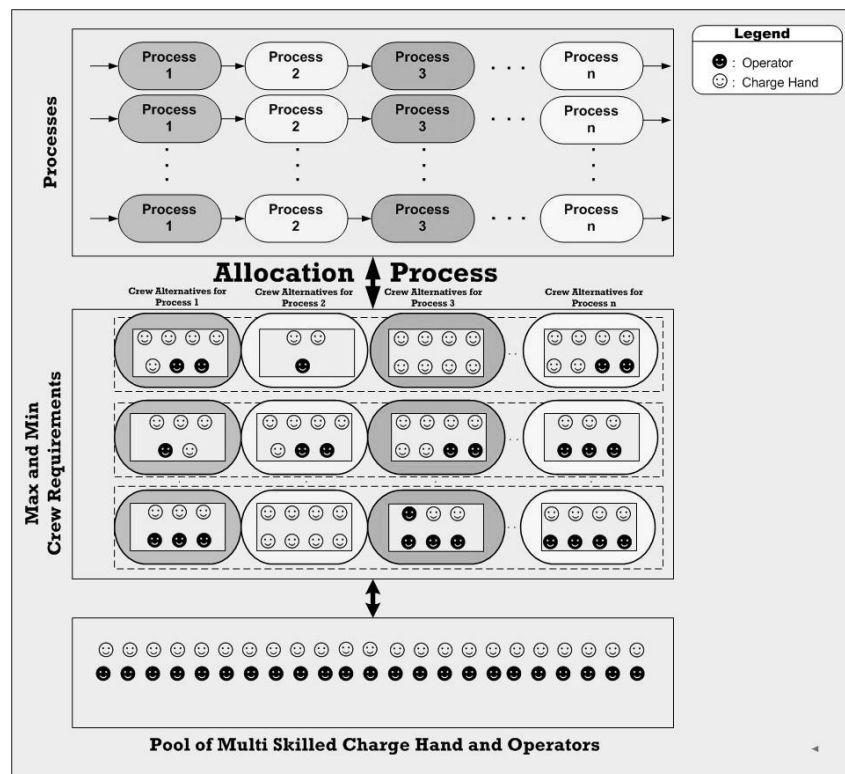 Legend
: Operator
: Charge Hand
Processes
Process 1
Process 2
Process 3
. . .
Process n
Process 1
Process 2
Process 3
. . .
Process n
Process 1
Process 2
Process 3
. . .
Process n
Allocation Process
Crew Alternatives for
Process 1
Crew Alternatives for
Process 2
Crew Alternatives for
Process 3
Crew Alternatives for
Process n
Max and Min
Crew Requirements
Pool of Multi Skilled Charge Hand and Operators